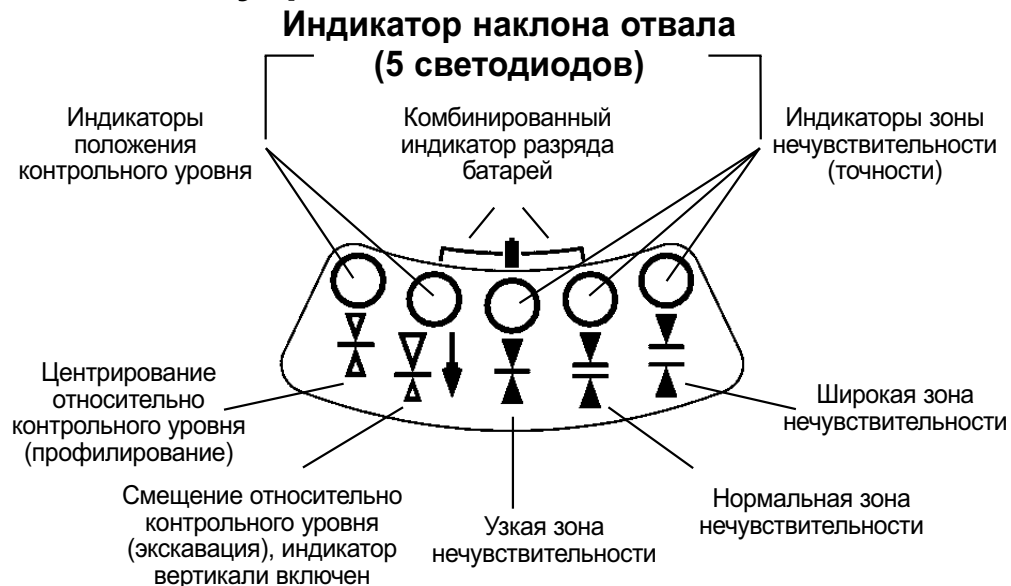 Индикатор наклона отвала
(5 светодиодов)
Индикаторы
положения
контрольного уровня
Комбинированный
индикатор разряда
батарей
Индикаторы зоны
нечувствительности
(точности)
Центрирование
относительно
контрольного уровня
(профилирование)
Смещение относительно
контрольного уровня
(экскавация), индикатор
вертикали включен
Узкая зона
нечувствительности
Нормальная зона
нечувствительности
Широкая зона
нечувствительности